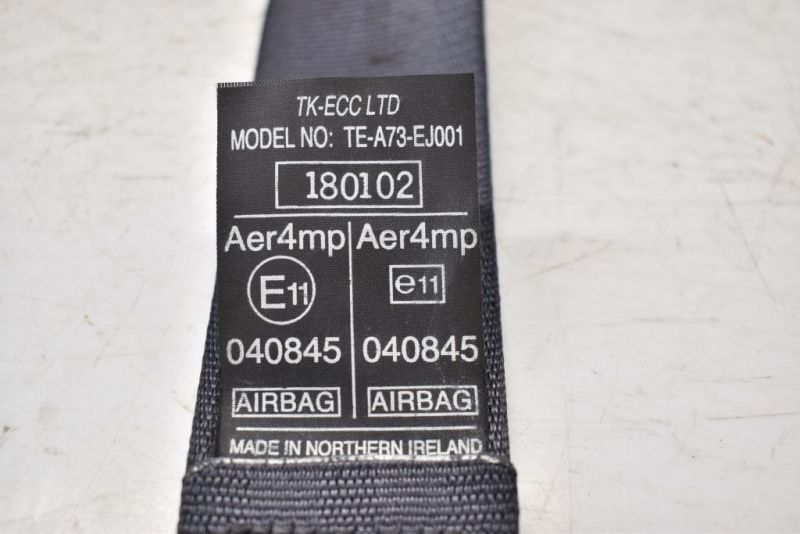 TK-ECC LTD
MODEL NO: TE-A73-EJ001
180102
Aer4mp Aer4mp
E11 e11
040845 040845
AIRBAG AIRBAG
MADE IN NORTHERN IRELAND